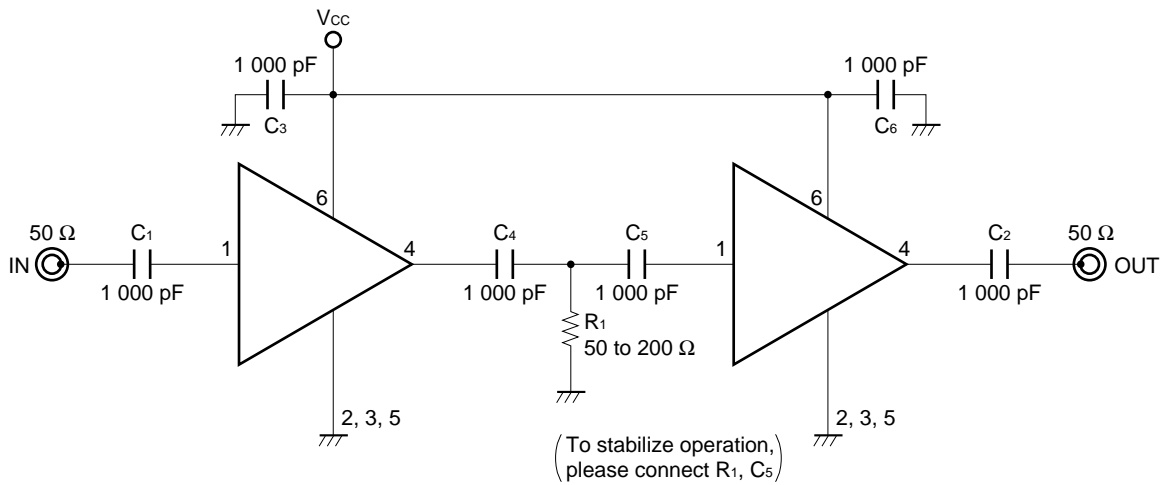 VCC
1 000 pF
C3
1 000 pF
C6
6
6
50 Ω
IN
C1
1 000 pF
1
4
C4
1 000 pF
C5
1 000 pF
1
4
C2
1 000 pF
50 Ω
OUT
R1
50 to 200 Ω
2, 3, 5
2, 3, 5
(To stabilize operation,
please connect R1, C5)